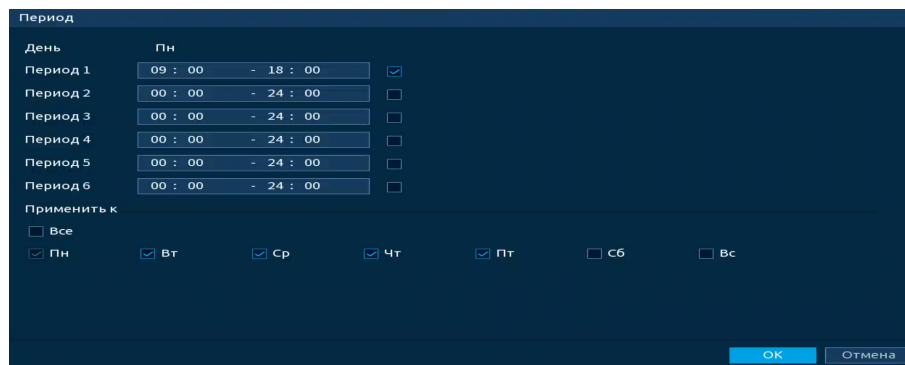 Период
День Пн
Период 1 09 : 00 - 18 : 00
Период 2 00 : 00 - 24 : 00
Период 3 00 : 00 - 24 : 00
Период 4 00 : 00 - 24 : 00
Период 5 00 : 00 - 24 : 00
Период 6 00 : 00 - 24 : 00
Применить к
Все
Пн Вт Ср Чт Пт Сб Вс
OK Отмена